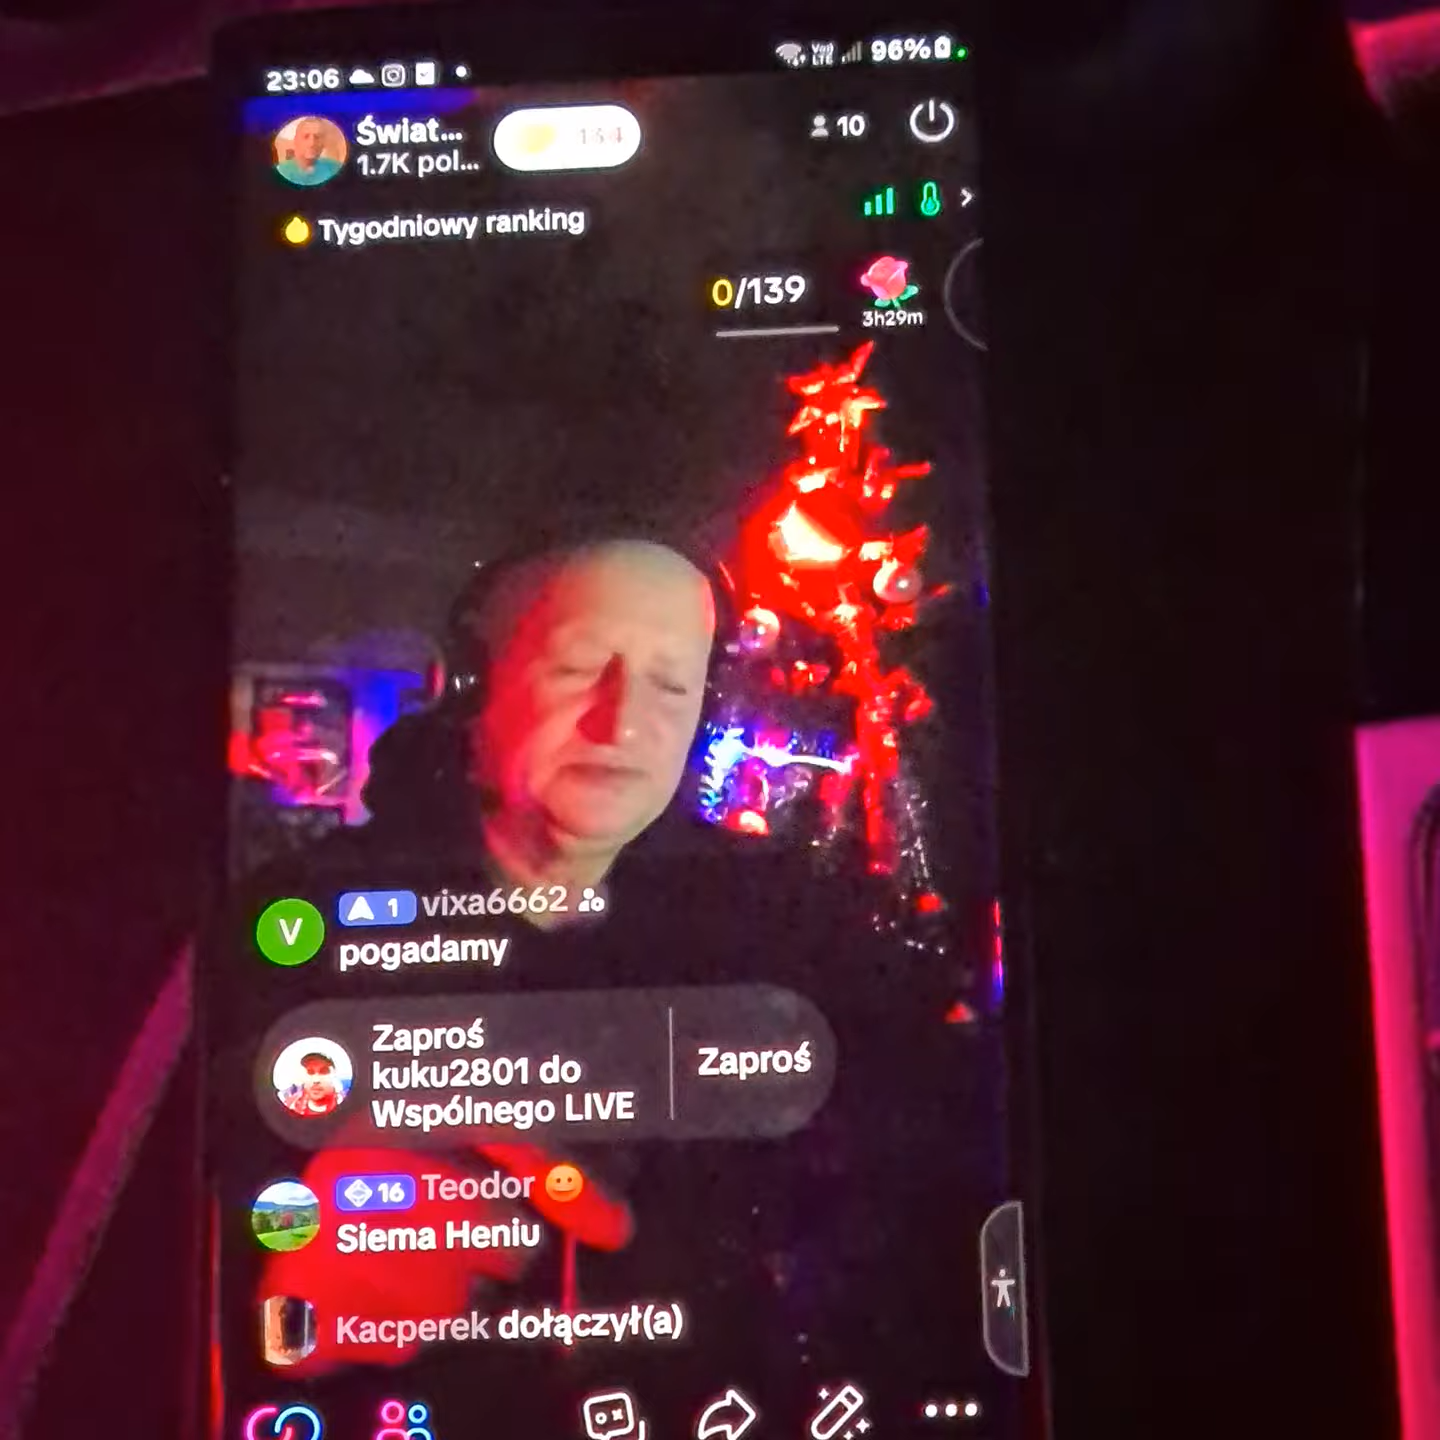 23:06
96%
Świat...
1.7K pol...
10
Tygodniowy ranking
0/139
3h29m
V
1 vixa6662
pogadamy
Zaproś
kuku2801 do
Wspólnego LIVE
Zaproś
16 Teodor
Siema Heniu
Kacperek dołączył(a)